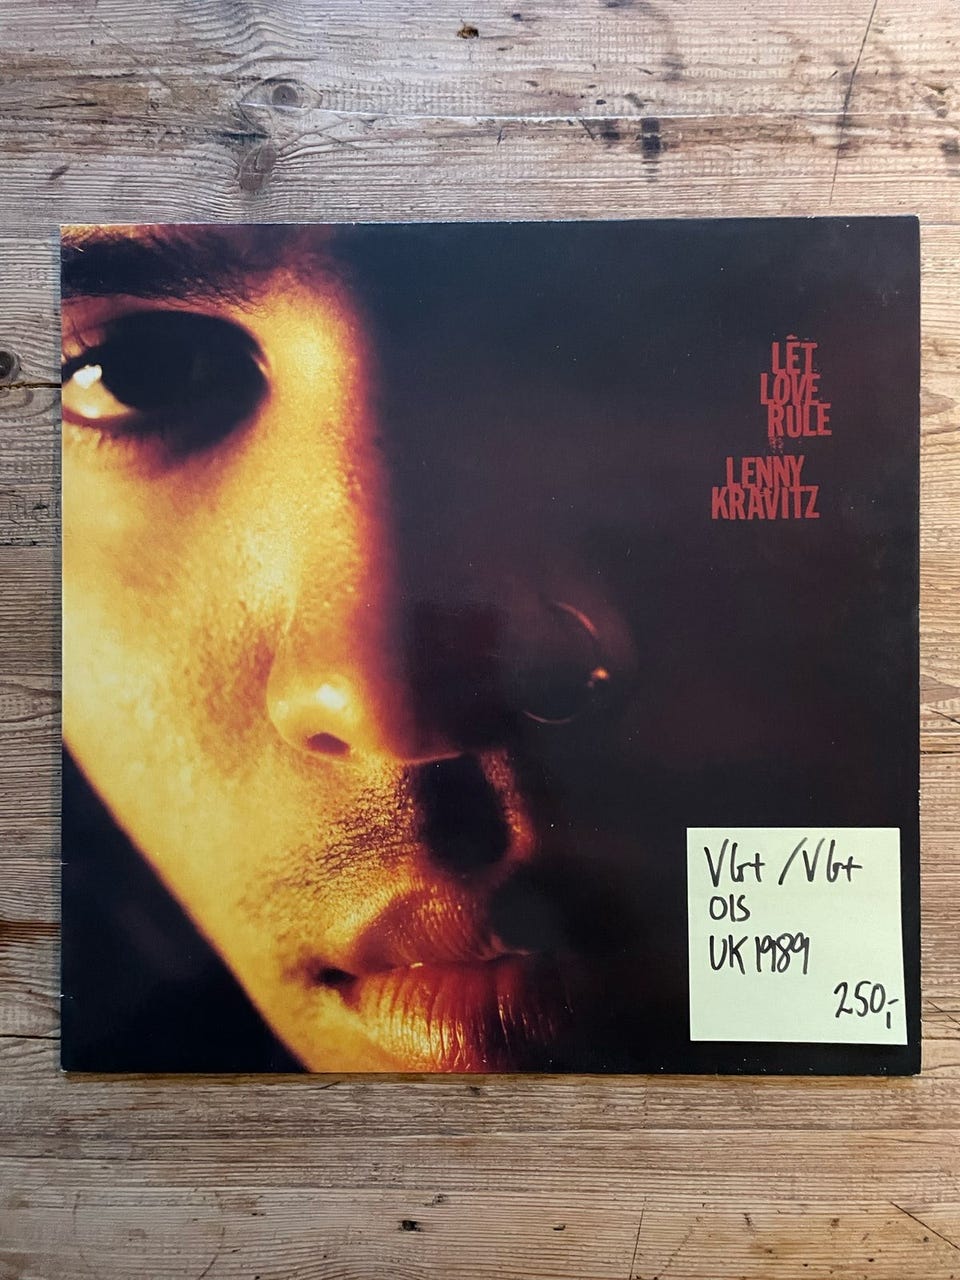 LET
LOVE
RULE
LENNY
KRAVITZ
VG+ /VG+
OIS
UK 1989
250,-